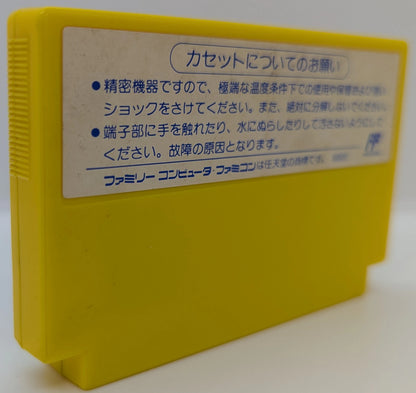 カセットについてのお願い
●精密機器ですので、極端な温度条件下での使用や保管および強い
ショックをさけてください。また、絶対に分解しないでください。
●端子部に手を触れたり、水にぬらしたりして汚さないようにして
ください。故障の原因となります。
ファミリーコンピュータ・ファミコンは任天堂の商標です。